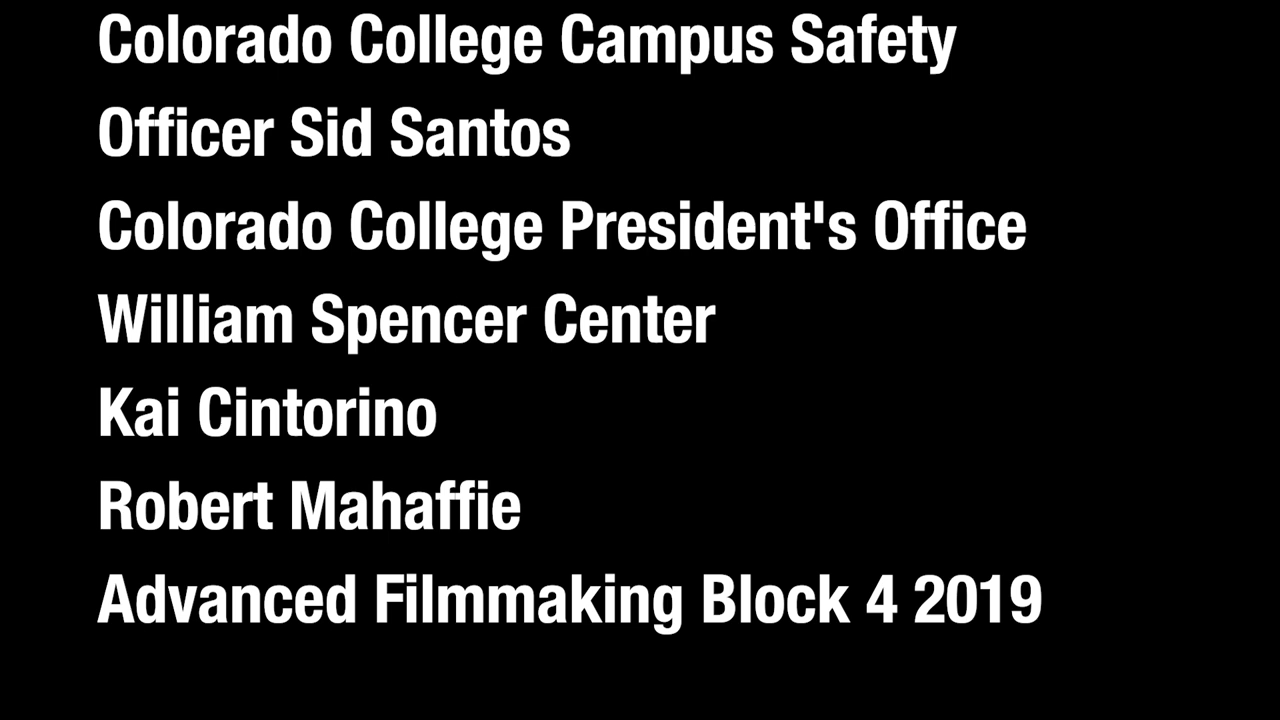 Colorado College Campus Safety
Officer Sid Santos
Colorado College President's Office
William Spencer Center
Kai Cintorino
Robert Mahaffie
Advanced Filmmaking Block 4 2019